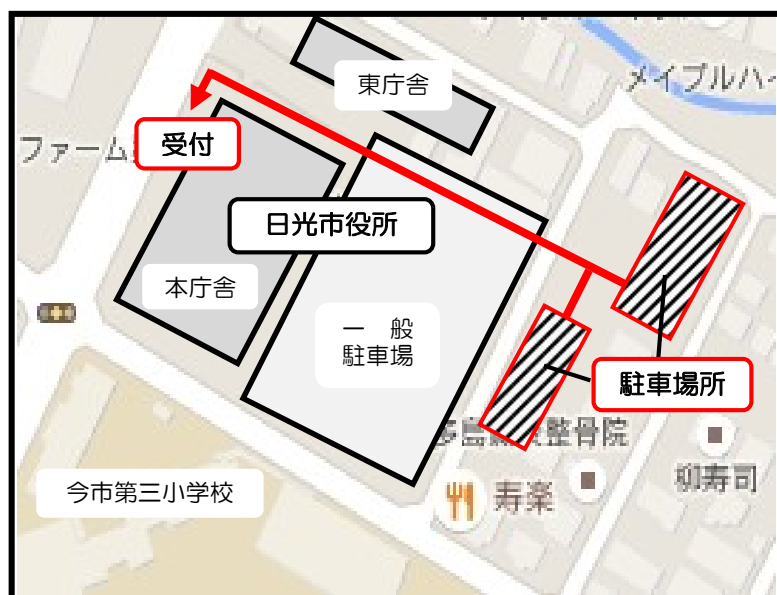 東庁舎
メイプルハイ
受付
ファーム
日光市役所
本庁舎
一 般
駐車場
駐車場所
整骨院
今市第三小学校
寿楽
柳寿司